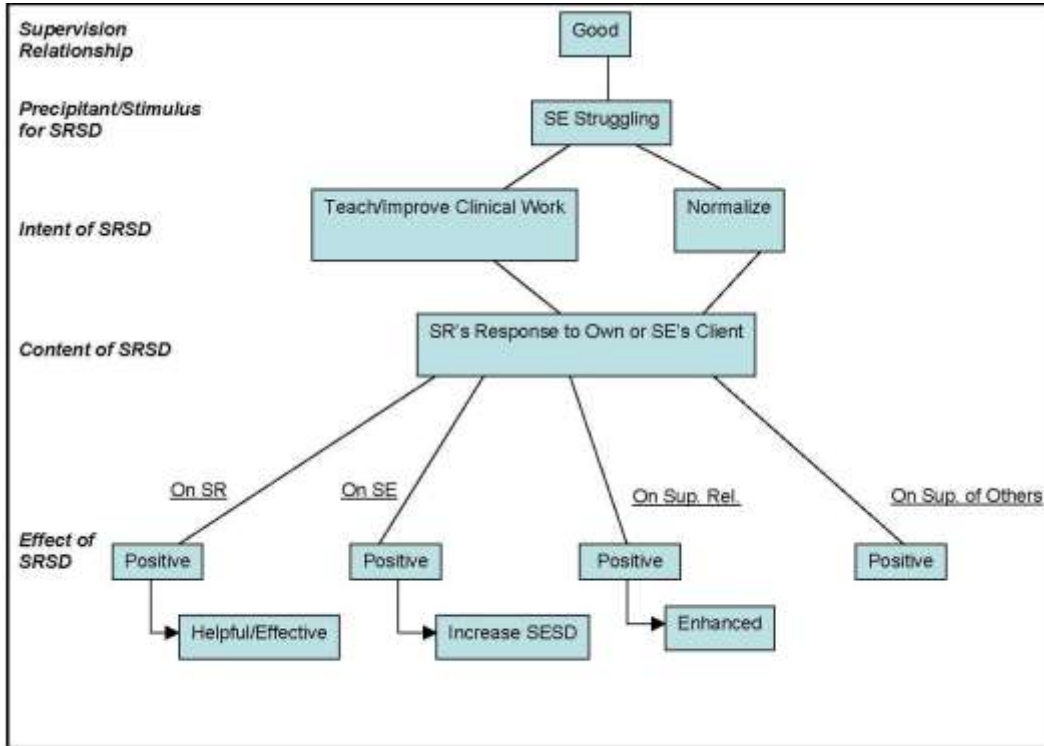 Supervision
Relationship
Good
Precipitant/Stimulus
for SRSD
SE Struggling
Intent of SRSD
Teach/Improve Clinical Work
Normalize
Content of SRSD
SR's Response to Own or SE's Client
On SR
On SE
On Sup. Rel.
On Sup. of Others
Effect of
SRSD
Positive
Positive
Positive
Positive
Helpful/Effective
Increase SESD
Enhanced